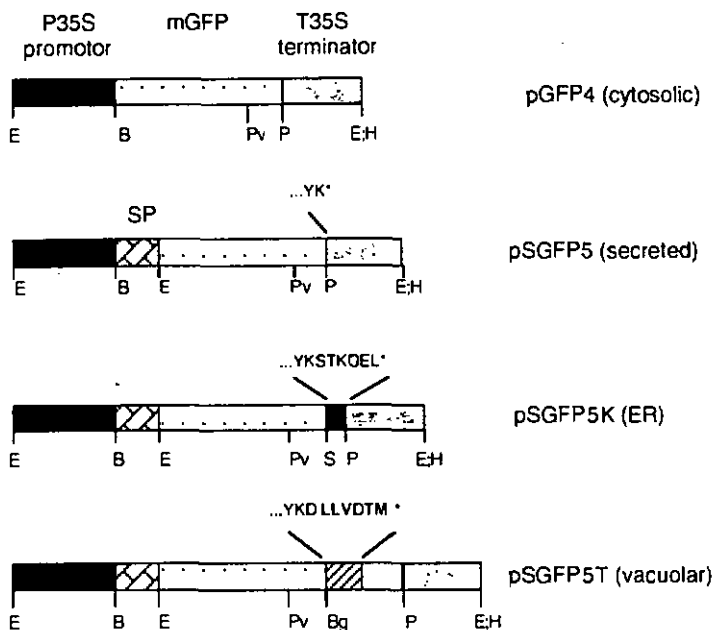 P35S promotor mGFP T35S terminator
pGFP4 (cytosolic)
E B Pv P E;H
...YK*
SP
pSGFP5 (secreted)
E B E Pv P E;H
...YKSTKDEL*
pSGFP5K (ER)
E B E Pv S P E;H
...YKDLLVDTM*
pSGFP5T (vacuolar)
E B E Pv Bg P E;H